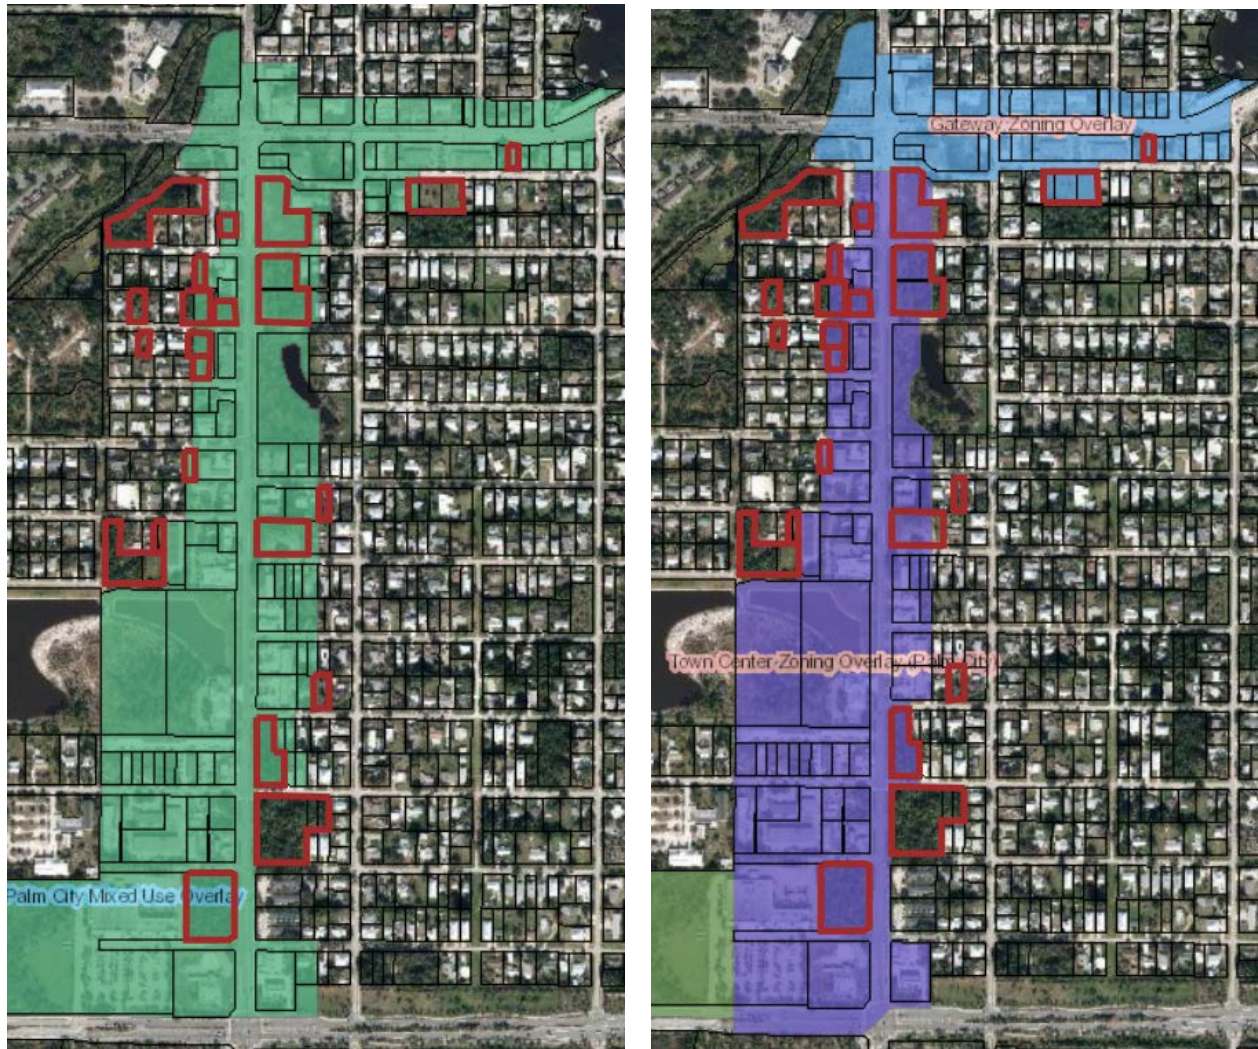 Gateway Zoning Overlay
Town Center Zoning Overlay (Palm City)
Palm City Mixed Use Overlay